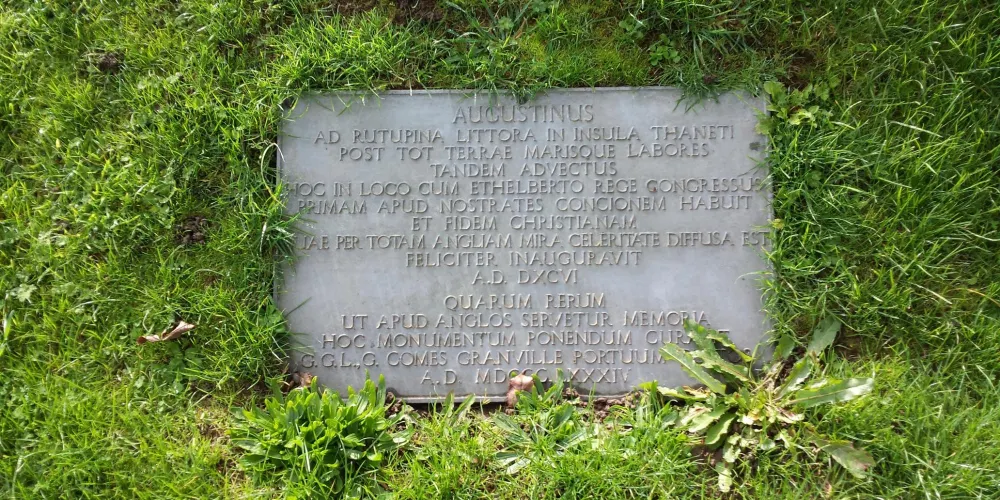 AUGUSTINUS
AD RUTUPINA LITTORA IN INSULA THANETI
POST TOT TERRAE MARISQUE LABORES
TANDEM ADVECTUS
HOC IN LOCO CUM ETHELBERTO REGE CONGRESSUS
PRIMAM APUD NOSTRATES CONCIONEM HABUIT
ET FIDEM CHRISTIANAM
QUAE PER TOTAM ANGLIAM MIRA CELERITATE DIFFUSA EST
FELICITER INAUGURAVIT
A.D. DXCVI
QUARUM RERUM
UT APUD ANGLOS SERVETUR MEMORIA
HOC MONUMENTUM PONENDUM
G.G.L.G. COMES GRANVILLE PORTUUM
A.D.